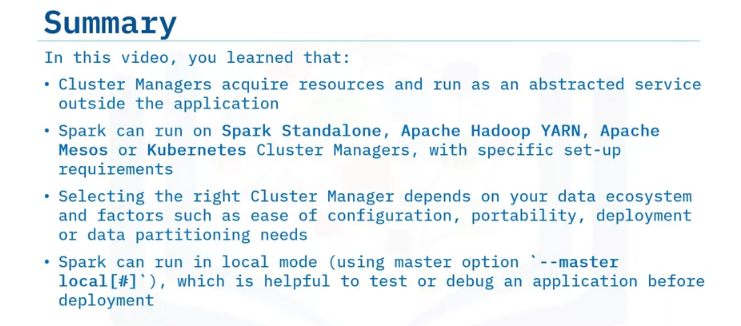 Summary
In this video, you learned that:
• Cluster Managers acquire resources and run as an abstracted service
outside the application
• Spark can run on Spark Standalone, Apache Hadoop YARN, Apache
Mesos or Kubernetes Cluster Managers, with specific set-up
requirements
• Selecting the right Cluster Manager depends on your data ecosystem
and factors such as ease of configuration, portability, deployment
or data partitioning needs
• Spark can run in local mode (using master option `--master
local[#]`), which is helpful to test or debug an application before
deployment